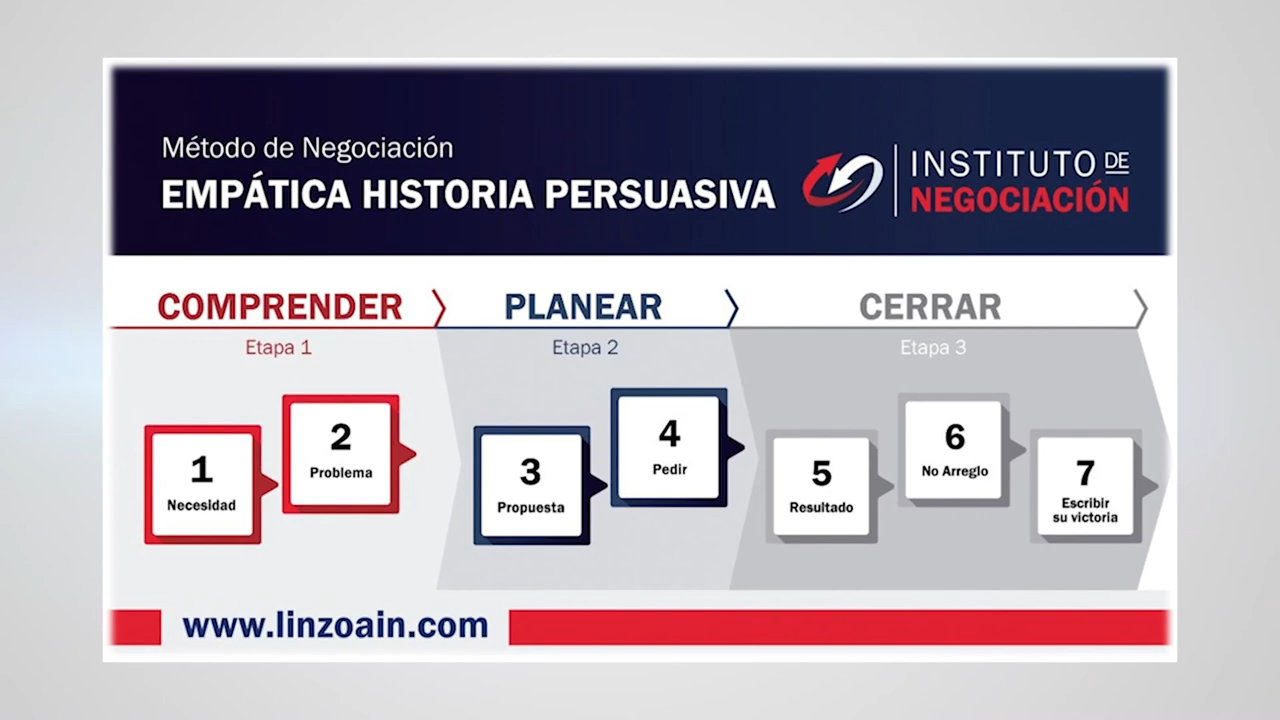 Método de Negociación
EMPÁTICA HISTORIA PERSUASIVA
INSTITUTO DE
NEGOCIACIÓN
COMPRENDER
Etapa 1
PLANEAR
Etapa 2
CERRAR
Etapa 3
1
Necesidad
2
Problema
3
Propuesta
4
Pedir
5
Resultado
6
No Arreglo
7
Escribir
su victoria
www.linzoain.com